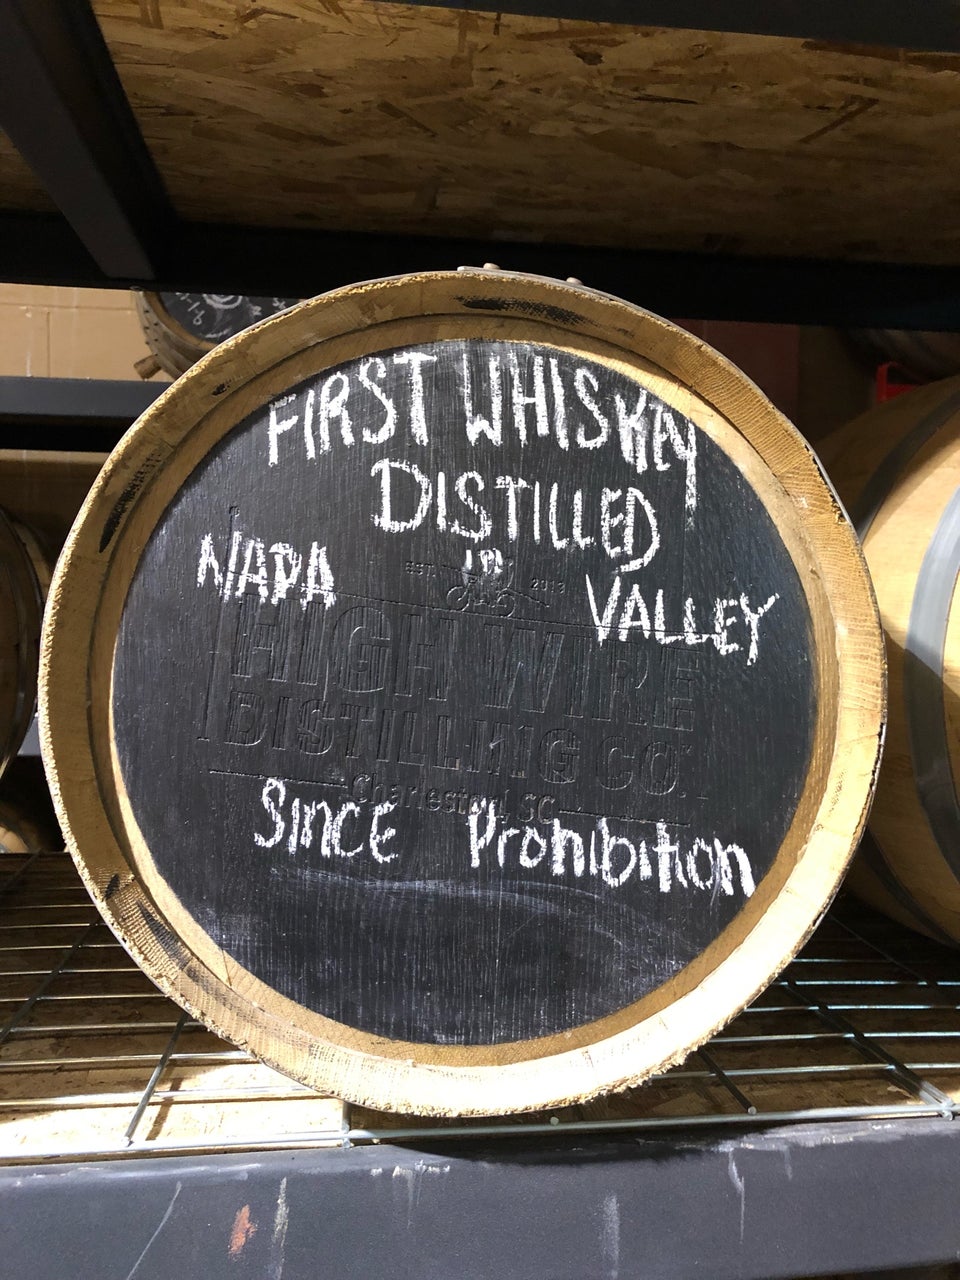 FIRST WHISKEY
DISTILLED
IN
NAPA VALLEY
EST. 2013
HIGH WIRE
DISTILLING CO.
Charleston, SC
SINCE Prohibition